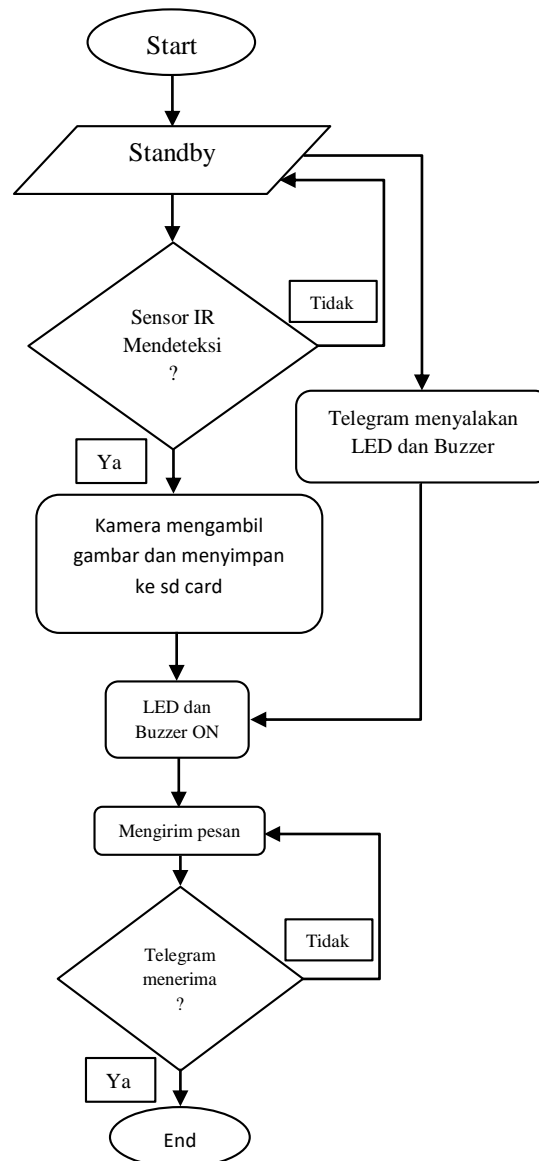 Start
Standby
Tidak
Sensor IR
Mendeteksi
?
Telegram menyalakan
LED dan Buzzer
Ya
Kamera mengambil
gambar dan menyimpan
ke sd card
LED dan
Buzzer ON
Mengirim pesan
Tidak
Telegram
menerima
?
Ya
End